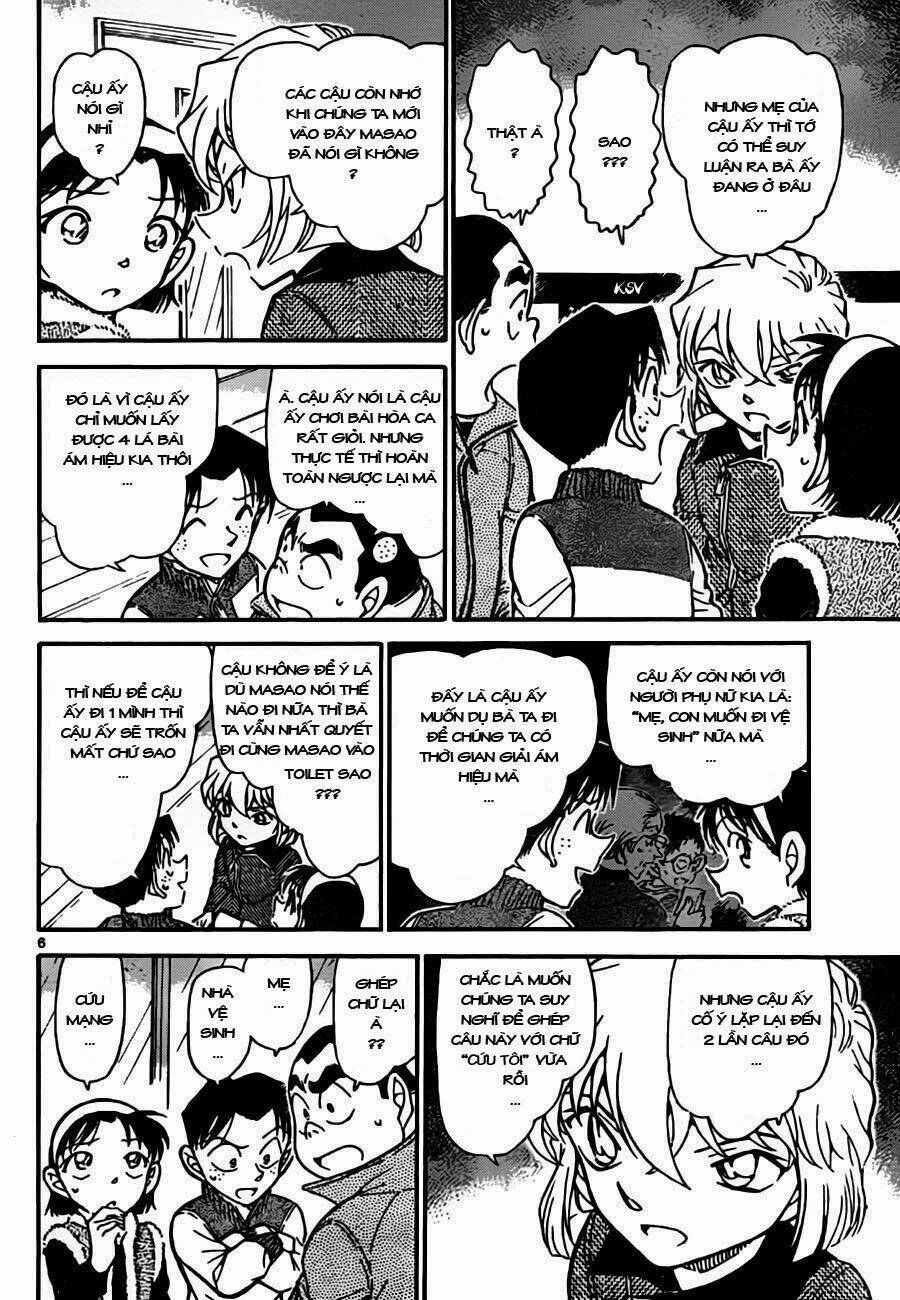 NHƯNG MẸ CỦA
CẬU ẤY THÌ TỚ
CÓ THỂ SUY
LUẬN RA BÀ ẤY
ĐANG Ở ĐÂU
...
SAO
???
THẬT À
?
KSV
CÁC CẬU CÒN NHỚ
KHI CHÚNG TA MỚI
VÀO ĐÂY MASAO
ĐÃ NÓI GÌ KHÔNG
?
CẬU ẤY
NÓI GÌ
NHỈ
?
À. CẬU ẤY NÓI LÀ CẬU
ẤY CHƠI BÀI HÒA CA
RẤT GIỎI. NHƯNG
THỰC TẾ THÌ HOÀN
TOÀN NGƯỢC LẠI MÀ
...
ĐÓ LÀ VÌ CẬU ẤY
CHỈ MUỐN LẤY
ĐƯỢC 4 LÁ BÀI
ÁM HIỆU KIA THÔI
...
CẬU ẤY CÒN NÓI VỚI
NGƯỜI PHỤ NỮ KIA LÀ:
“MẸ, CON MUỐN ĐI VỆ
SINH” NỮA MÀ
...
ĐẤY LÀ CẬU ẤY
MUỐN DỤ BÀ TA ĐI
ĐỂ CHÚNG TA CÓ
THỜI GIAN GIẢI ÁM
HIỆU MÀ
...
CẬU KHÔNG ĐỂ Ý LÀ
DÙ MASAO NÓI THẾ
NÀO ĐI NỮA THÌ BÀ
TA VẪN NHẤT QUYẾT
ĐI CÙNG MASAO VÀO
TOILET SAO
???
THÌ NẾU ĐỂ CẬU
ẤY ĐI 1 MÌNH THÌ
CẬU ẤY SẼ TRỐN
MẤT CHỨ SAO
...
6
NHƯNG CẬU ẤY
CỐ Ý LẶP LẠI ĐẾN
2 LẦN CÂU ĐÓ
...
CHẮC LÀ MUỐN
CHÚNG TA SUY
NGHĨ ĐỂ GHÉP
CÂU NÀY VỚI CHỮ
“CỨU TÔI” VỪA
RỒI
...
GHÉP
CHỮ LẠI
À
??
MẸ
...
NHÀ
VỆ
SINH
...
CỨU
MẠNG
...